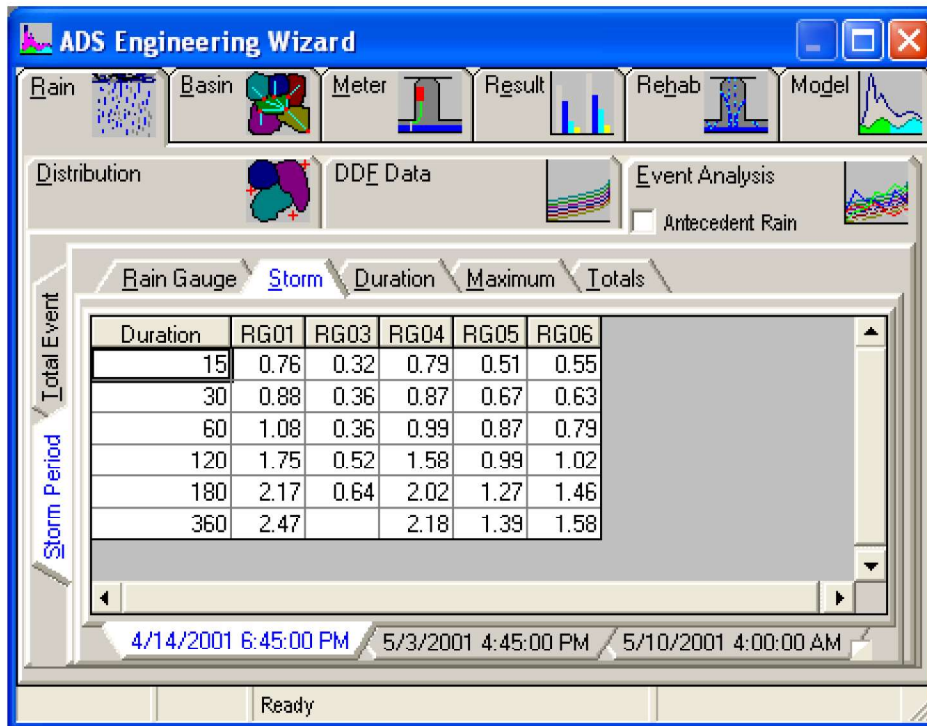 ADS Engineering Wizard
Rain Basin Meter Result Rehab Model
Distribution DDF Data Event Analysis
Antecedent Rain
Rain Gauge Storm Duration Maximum Totals
Total Event
Storm Period
Duration RG01 RG03 RG04 RG05 RG06
15 0.76 0.32 0.79 0.51 0.55
30 0.88 0.36 0.87 0.67 0.63
60 1.08 0.36 0.99 0.87 0.79
120 1.75 0.52 1.58 0.99 1.02
180 2.17 0.64 2.02 1.27 1.46
360 2.47 2.18 1.39 1.58
4/14/2001 6:45:00 PM 5/3/2001 4:45:00 PM 5/10/2001 4:00:00 AM
Ready